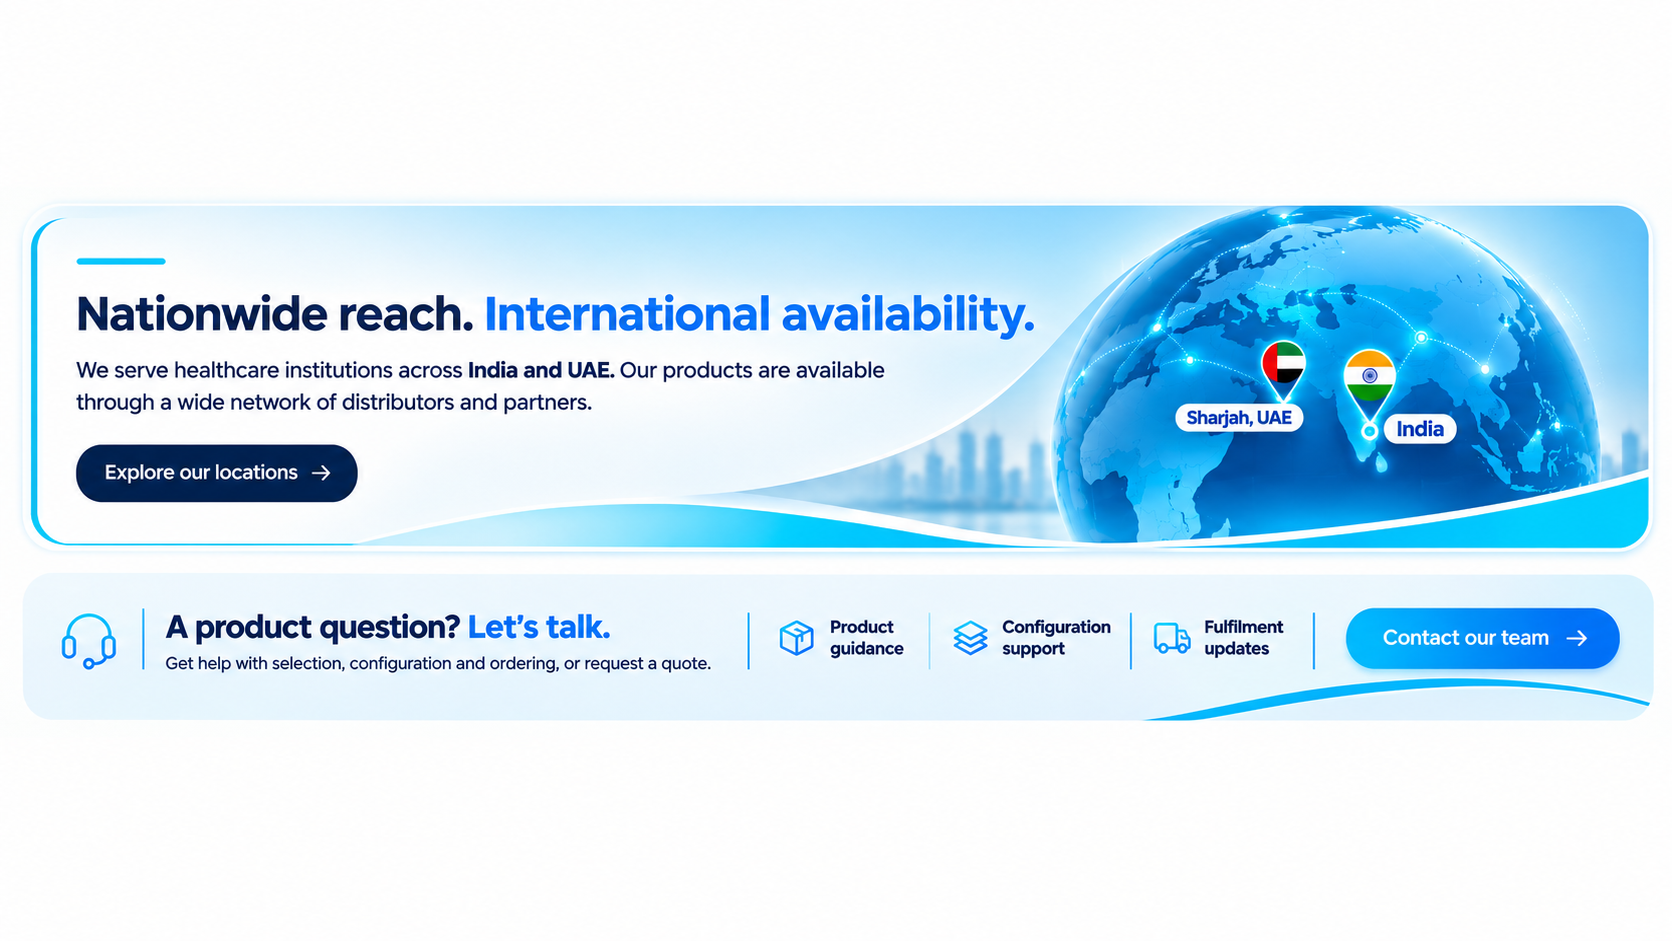 Nationwide reach. International availability.
We serve healthcare institutions across India and UAE. Our products are available
through a wide network of distributors and partners.
Explore our locations
Sharjah, UAE
India
A product question? Let’s talk.
Get help with selection, configuration and ordering, or request a quote.
Product
guidance
Configuration
support
Fulfilment
updates
Contact our team